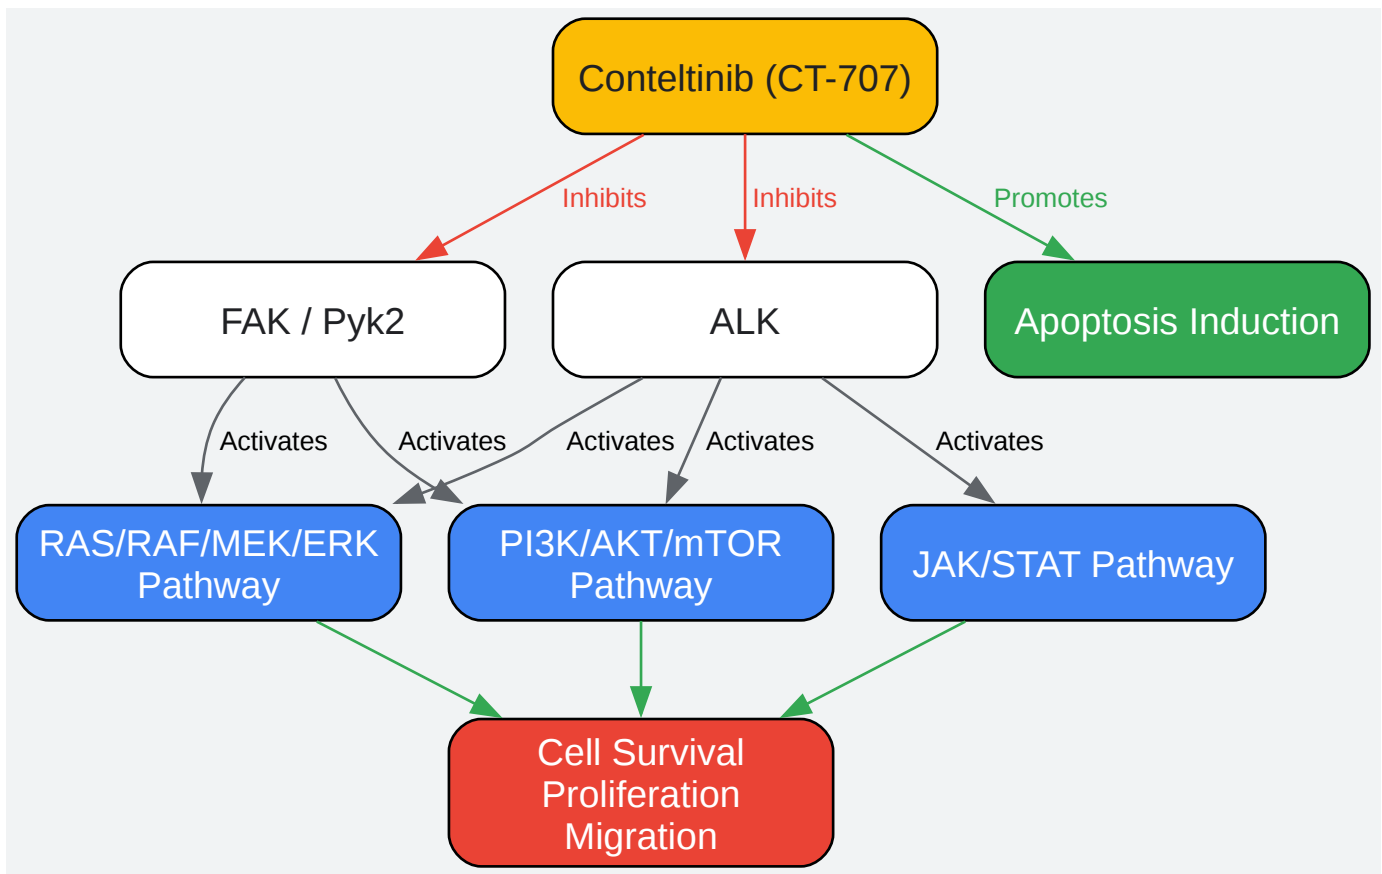 Conteltinib (CT-707)
Inhibits
Inhibits
Promotes
FAK / Pyk2
ALK
Apoptosis Induction
Activates
Activates
Activates
Activates
Activates
RAS/RAF/MEK/ERK
Pathway
PI3K/AKT/mTOR
Pathway
JAK/STAT Pathway
Cell Survival
Proliferation
Migration